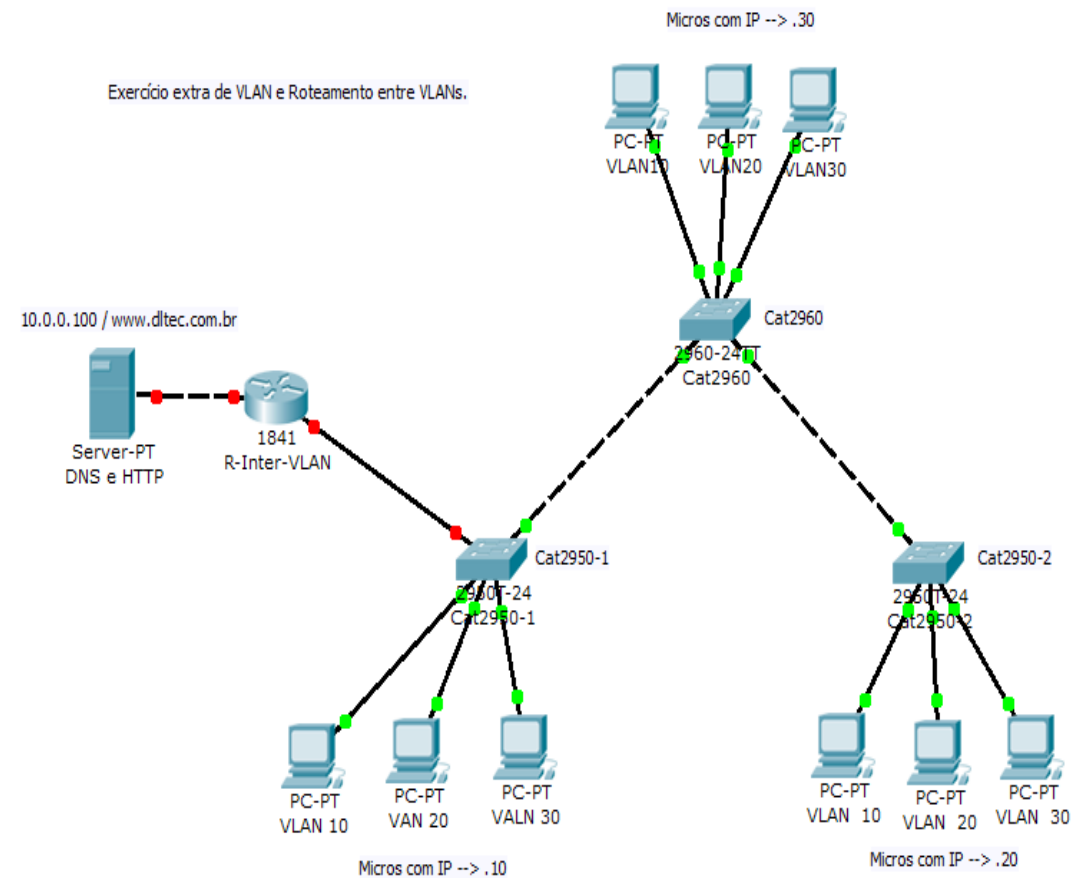 Micros com IP --> .30
Exercício extra de VLAN e Roteamento entre VLANs.
PC-PT
VLAN10
PC-PT
VLAN20
PC-PT
VLAN30
Cat2960
2960-24TT
Cat2960
10.0.0.100 / www.dltec.com.br
Server-PT
DNS e HTTP
1841
R-Inter-VLAN
Cat2950-1
2950T-24
Cat2950-1
Cat2950-2
2950T-24
Cat2950-2
PC-PT
VLAN 10
PC-PT
VAN 20
PC-PT
VALN 30
Micros com IP --> .10
PC-PT
VLAN 10
PC-PT
VLAN 20
PC-PT
VLAN 30
Micros com IP --> .20